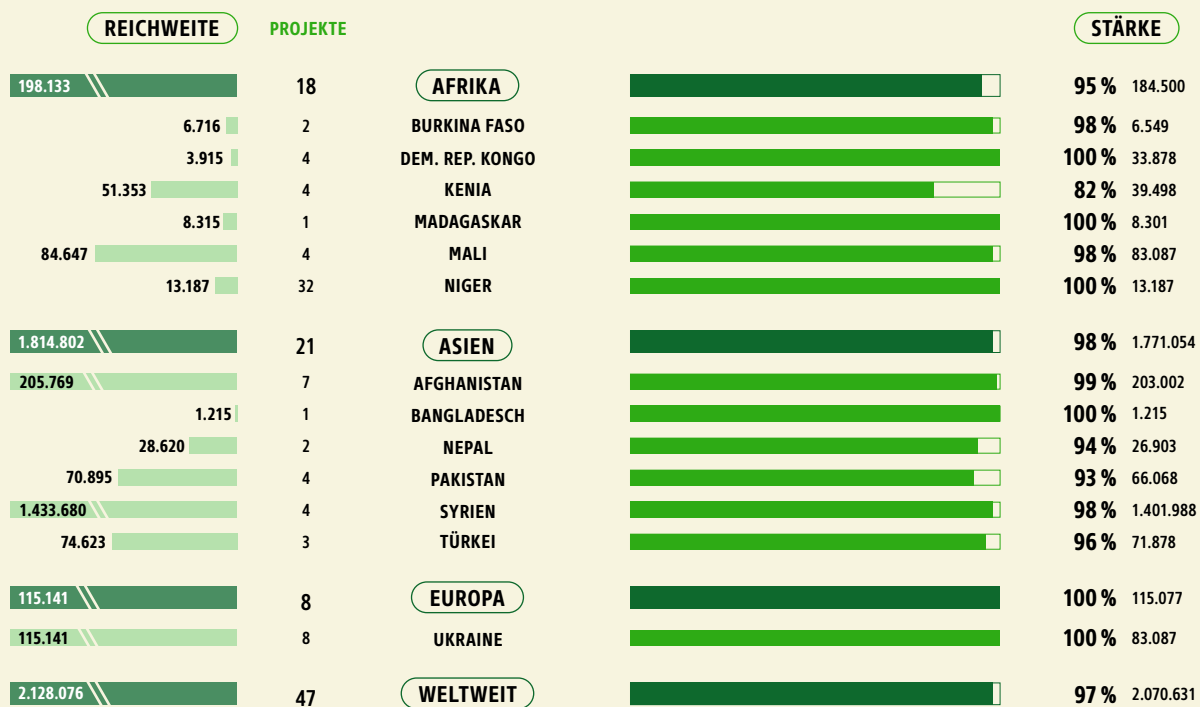 REICHWEITE PROJEKTE STÄRKE
198.133 18 AFRIKA 95 % 184.500
6.716 2 BURKINA FASO 98 % 6.549
3.915 4 DEM. REP. KONGO 100 % 33.878
51.353 4 KENIA 82 % 39.498
8.315 1 MADAGASKAR 100 % 8.301
84.647 4 MALI 98 % 83.087
13.187 32 NIGER 100 % 13.187
1.814.802 21 ASIEN 98 % 1.771.054
205.769 7 AFGHANISTAN 99 % 203.002
1.215 1 BANGLADESCH 100 % 1.215
28.620 2 NEPAL 94 % 26.903
70.895 4 PAKISTAN 93 % 66.068
1.433.680 4 SYRIEN 98 % 1.401.988
74.623 3 TÜRKEI 96 % 71.878
115.141 8 EUROPA 100 % 115.077
115.141 8 UKRAINE 100 % 83.087
2.128.076 47 WELTWEIT 97 % 2.070.631